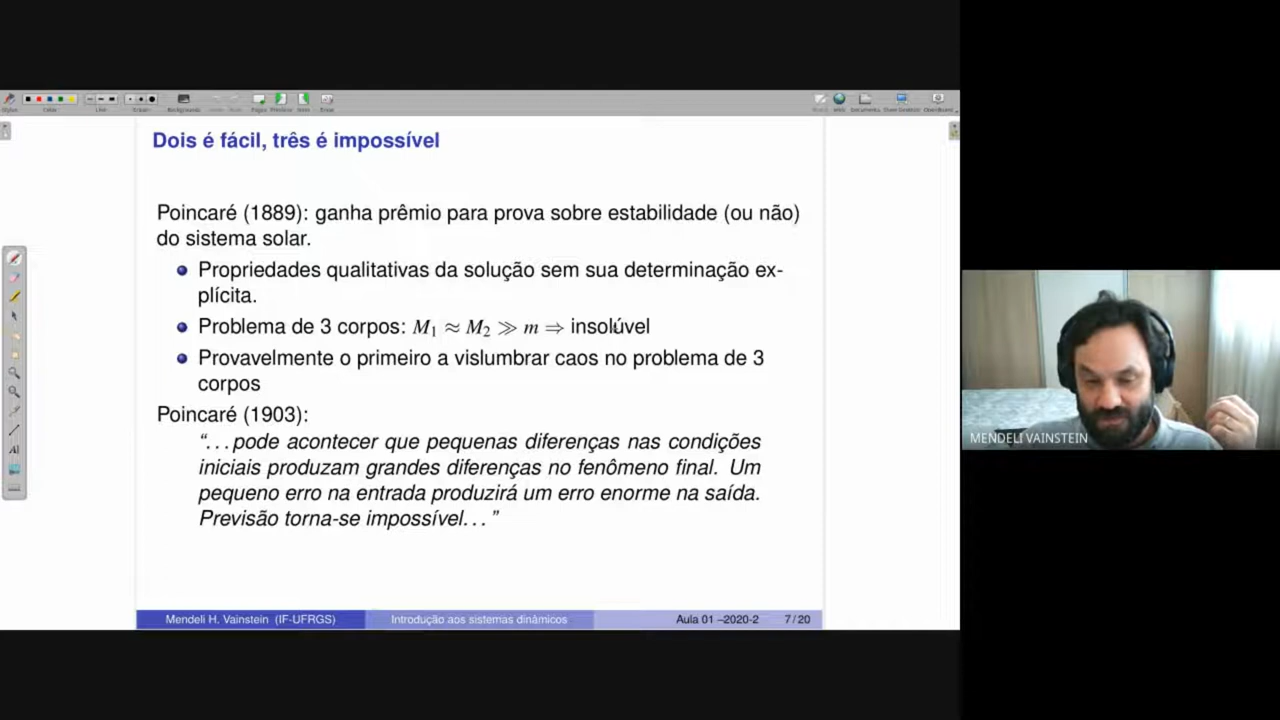 Dois é fácil, três é impossível
Poincaré (1889): ganha prêmio para prova sobre estabilidade (ou não)
do sistema solar.
Propriedades qualitativas da solução sem sua determinação ex-
plícita.
Problema de 3 corpos: M₁ ≈ M₂ ≫ m ⇒ insolúvel
Provavelmente o primeiro a vislumbrar caos no problema de 3
corpos
Poincaré (1903):
“...pode acontecer que pequenas diferenças nas condições
iniciais produzam grandes diferenças no fenômeno final. Um
pequeno erro na entrada produzirá um erro enorme na saída.
Previsão torna-se impossível...”
Mendeli H. Vainstein (IF-UFRGS) Introdução aos sistemas dinâmicos Aula 01 –2020-2 7 / 20
MENDELI VAINSTEIN